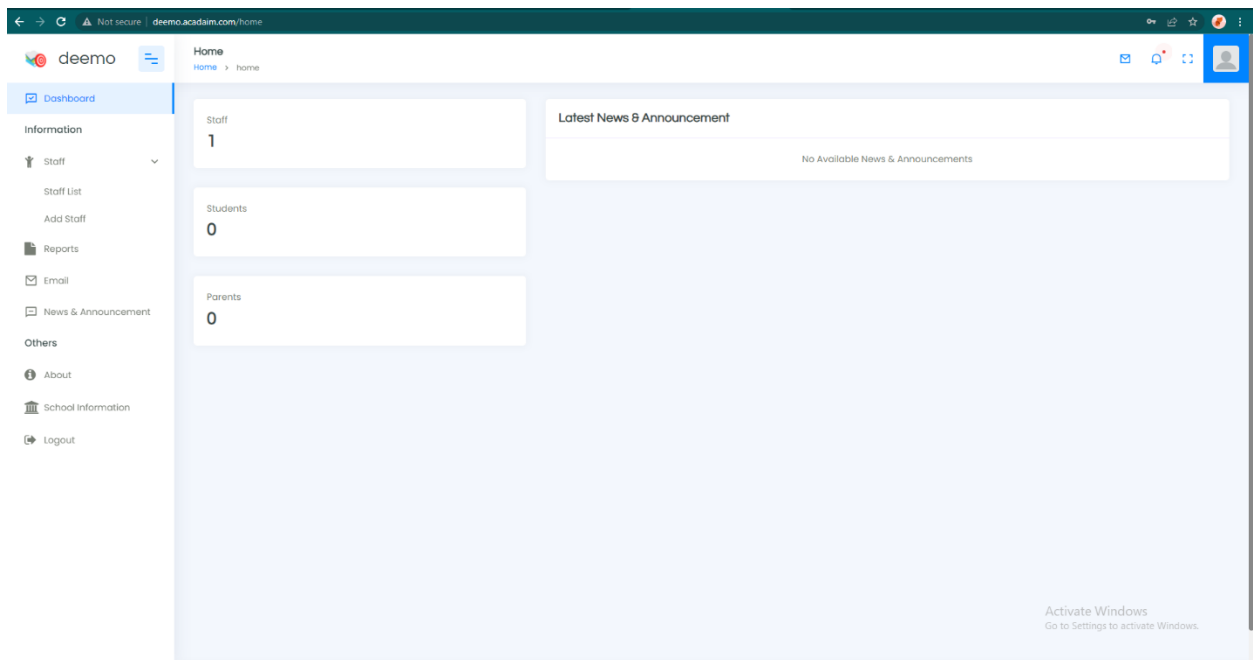 Not secure | deemo.acadaim.com/home
deemo
Home
Home > home
Dashboard
Information
Staff
Staff List
Add Staff
Reports
Email
News & Announcement
Others
About
School Information
Logout
Staff
1
Students
0
Parents
0
Latest News & Announcement
No Available News & Announcements
Activate Windows
Go to Settings to activate Windows.